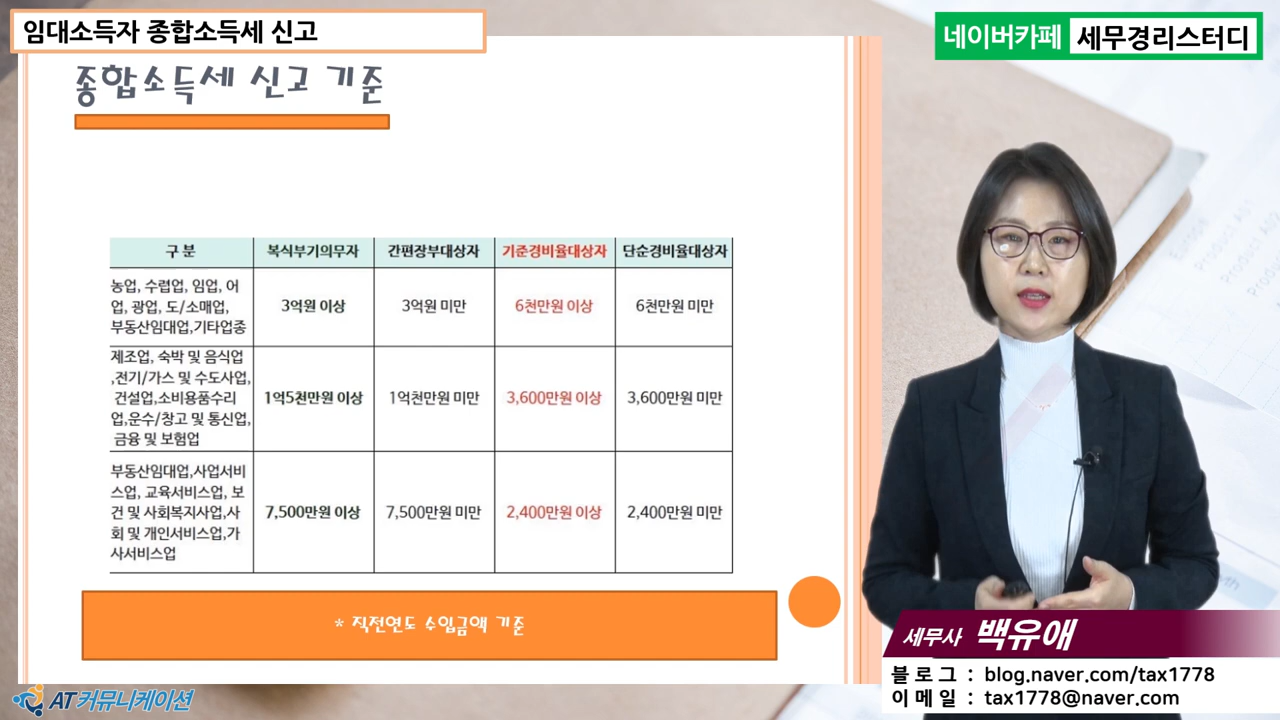 임대소득자 종합소득세 신고
네이버카페 세무경리스터디
종합소득세 신고 기준
구 분 복식부기의무자 간편장부대상자 기준경비율대상자 단순경비율대상자
농업, 수렵업, 임업, 어
업, 광업, 도/소매업,
부동산임대업,기타업종
3억원 이상 3억원 미만 6천만원 이상 6천만원 미만
제조업, 숙박 및 음식업
,전기/가스 및 수도사업,
건설업,소비용품수리
업,운수/창고 및 통신업,
금융 및 보험업
1억5천만원 이상 1억천만원 미만 3,600만원 이상 3,600만원 미만
부동산임대업,사업서비
스업, 교육서비스업, 보
건 및 사회복지사업,사
회 및 개인서비스업,가
사서비스업
7,500만원 이상 7,500만원 미만 2,400만원 이상 2,400만원 미만
* 직전연도 수입금액 기준
세무사 백유애
블 로 그 : blog.naver.com/tax1778
이 메 일 : tax1778@naver.com
AT커뮤니케이션